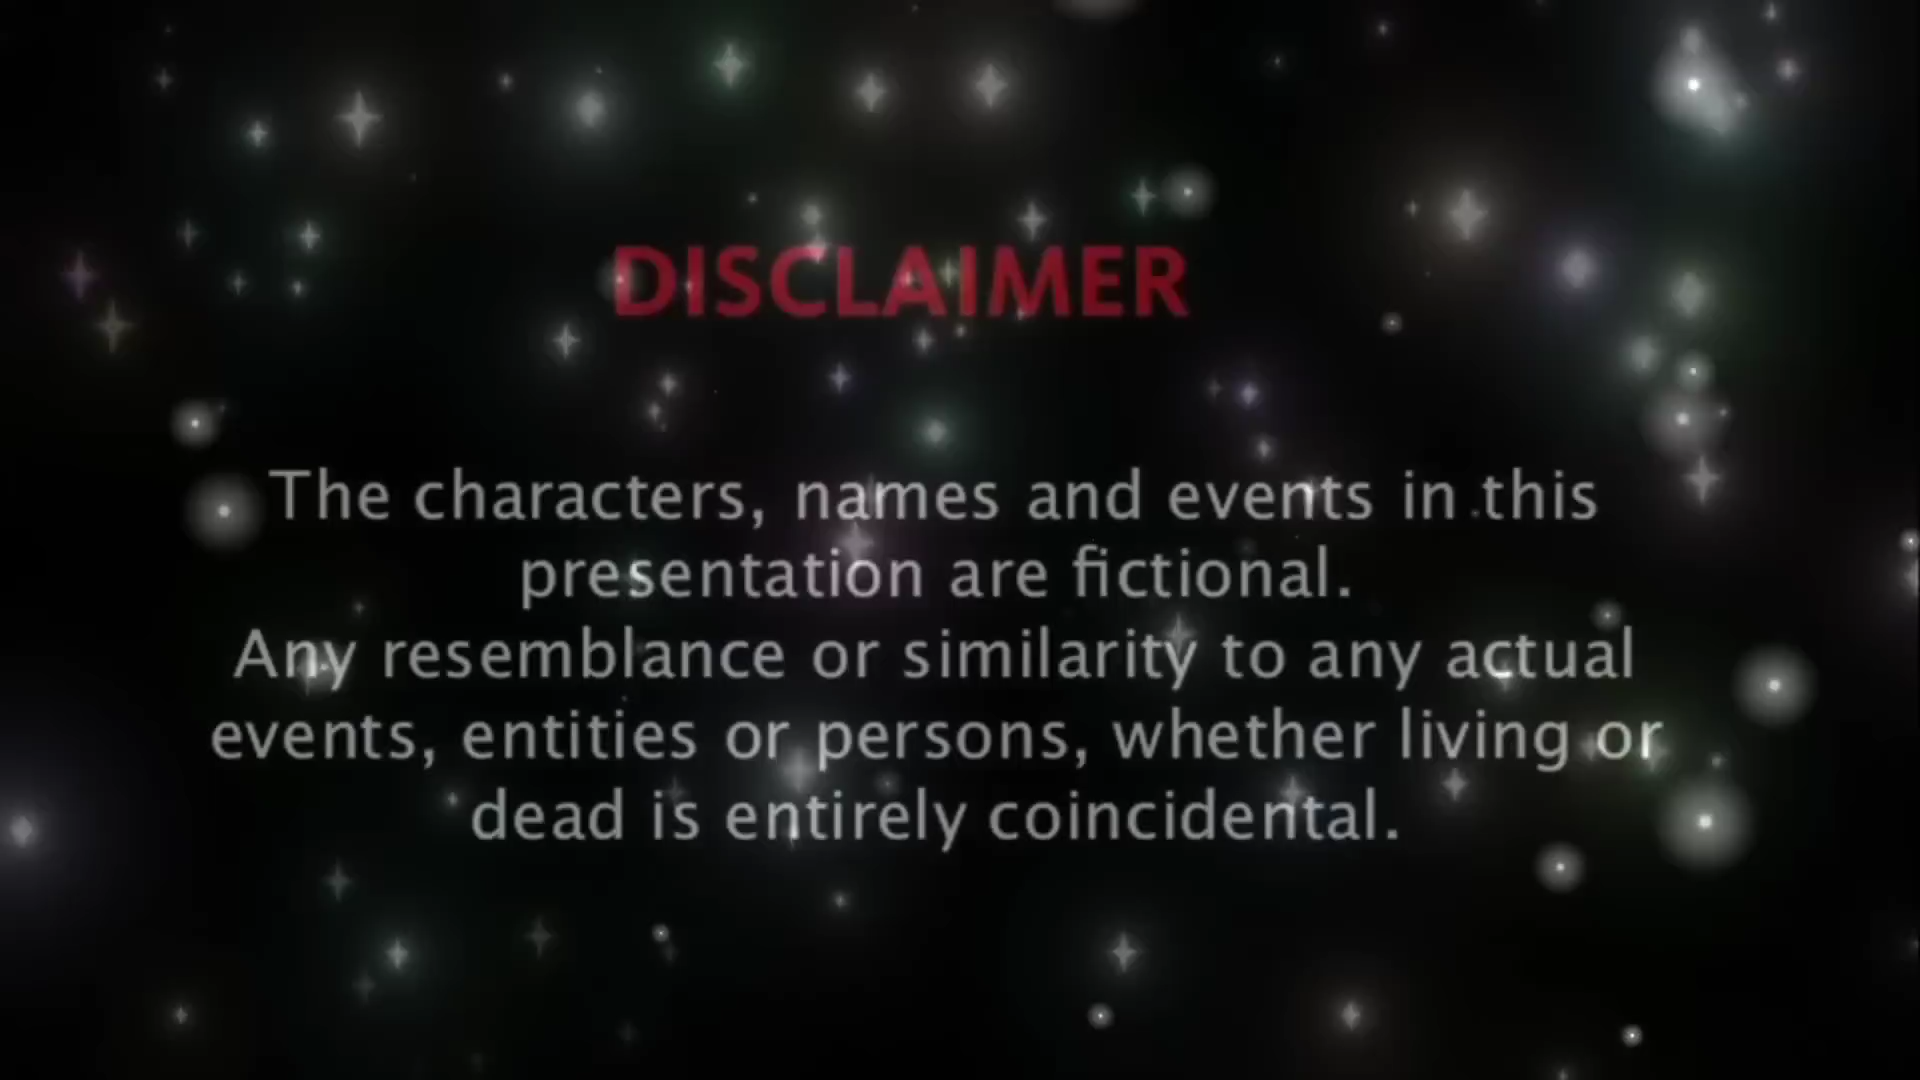 DISCLAIMER
The characters, names and events in this
presentation are fictional.
Any resemblance or similarity to any actual
events, entities or persons, whether living or
dead is entirely coincidental.